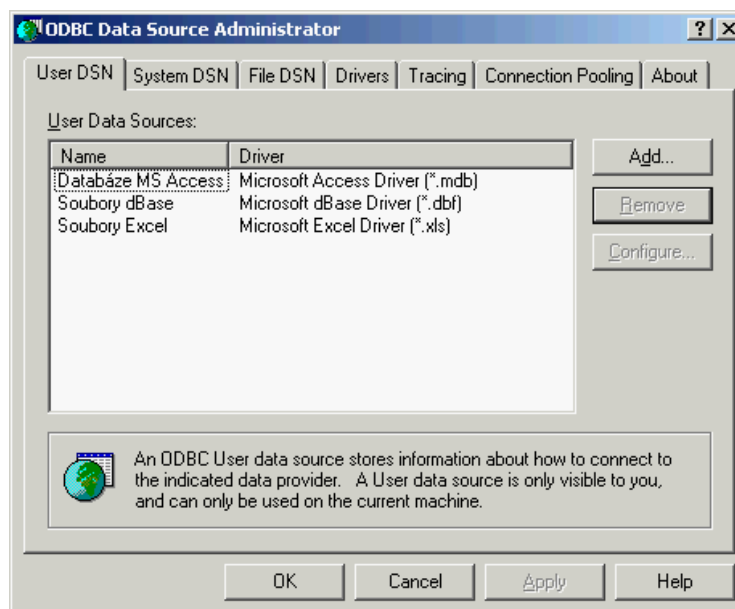 ODBC Data Source Administrator
User DSN System DSN File DSN Drivers Tracing Connection Pooling About
User Data Sources:
Name Driver
Databáze MS Access Microsoft Access Driver (*.mdb)
Soubory dBase Microsoft dBase Driver (*.dbf)
Soubory Excel Microsoft Excel Driver (*.xls)
Add...
Remove
Configure...
An ODBC User data source stores information about how to connect to
the indicated data provider. A User data source is only visible to you,
and can only be used on the current machine.
OK Cancel Apply Help